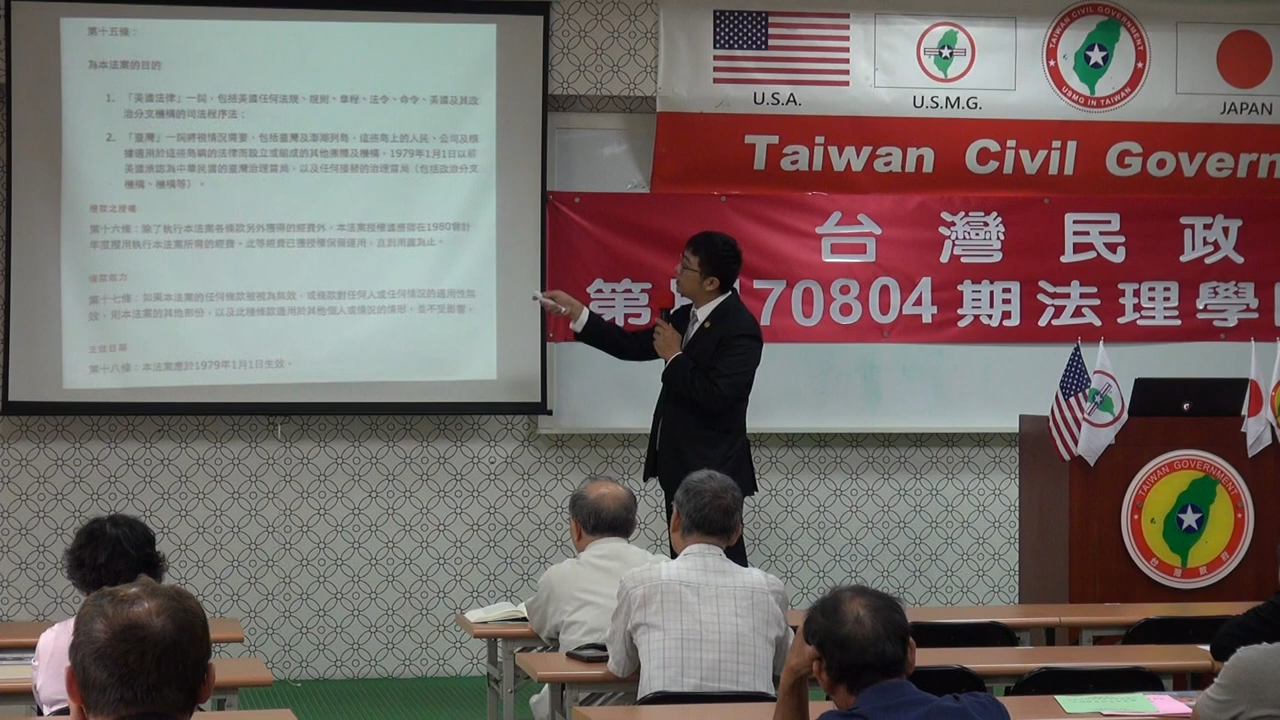 第十五條：
為本法案的目的
1. 「美國法律」一詞，包括美國任何法規、規則、章程、法令、命令、美國及其政
治分支機構的司法程序法；
2. 「臺灣」一詞將視情況需要，包括臺灣及澎湖列島，這些島上的人民、公司及根
據適用於這些島嶼的法律而設立或組成的其他團體及機構，1979年1月1日以前
美國承認為中華民國的臺灣治理當局，以及任何接替的治理當局（包括政治分支
機構、機構等）。
撥款之授權
第十六條：除了執行本法案各條款另外獲得的經費外，本法案授權國會在1980會計
年度撥用執行本法案所需的經費。此等經費已獲授權保留運用，直到用盡為止。
條款效力
第十七條：如果本法案的任何條款被視為無效，或條款對任何人或任何情況的適用性無
效，則本法案的其他部份，以及此種條款適用於其他個人或情況的情形，並不受影響。
生效日期
第十八條：本法案應於1979年1月1日生效。
U.S.A.
U.S.M.G.
TAIWAN CIVIL GOVERNMENT
USMG IN TAIWAN
JAPAN
Taiwan Civil Governm
台灣民政
第 70804期法理學
TAIWAN GOVERNMENT
台灣政府